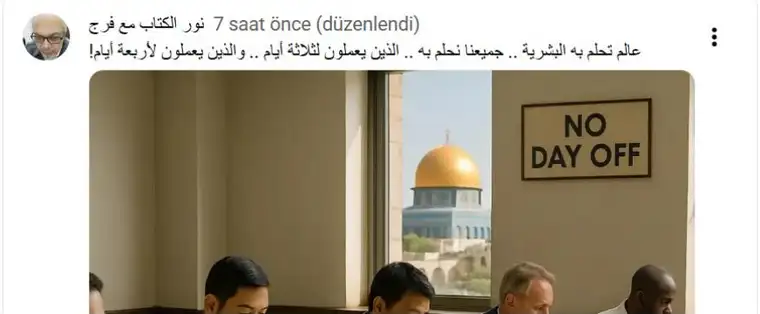 نور الكتاب مع فرج 7 saat önce (düzenlendi)
عالم تحلم به البشرية .. جميعنا نحلم به .. الذين يعملون لثلاثة أيام .. والذين يعملون لأربعة أيام!
NO
DAY OFF